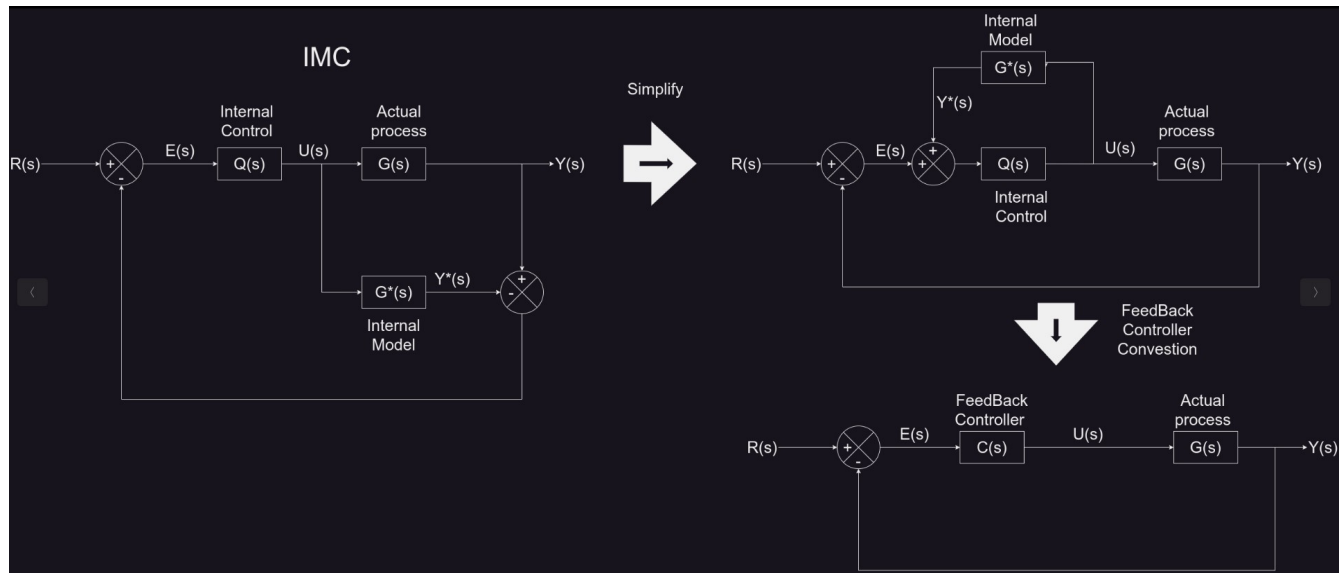 IMC
Internal
Control
Actual
process
R(s)
+
-
E(s)
Q(s)
U(s)
G(s)
Y(s)
G*(s)
Y*(s)
+
-
Internal
Model
Simplify
Internal
Model
G*(s)
Y*(s)
Actual
process
R(s)
+
-
E(s)
+
+
Q(s)
U(s)
G(s)
Y(s)
Internal
Control
FeedBack
Controller
Convestion
FeedBack
Controller
Actual
process
R(s)
+
-
E(s)
C(s)
U(s)
G(s)
Y(s)